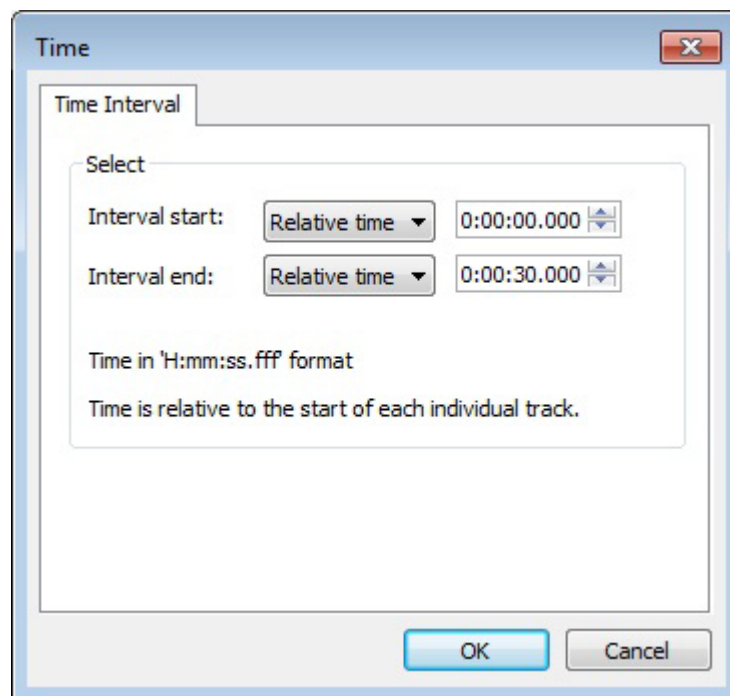 Time
Time Interval
Select
Interval start: Relative time 0:00:00.000
Interval end: Relative time 0:00:30.000
Time in 'H:mm:ss.fff' format
Time is relative to the start of each individual track.
OK Cancel